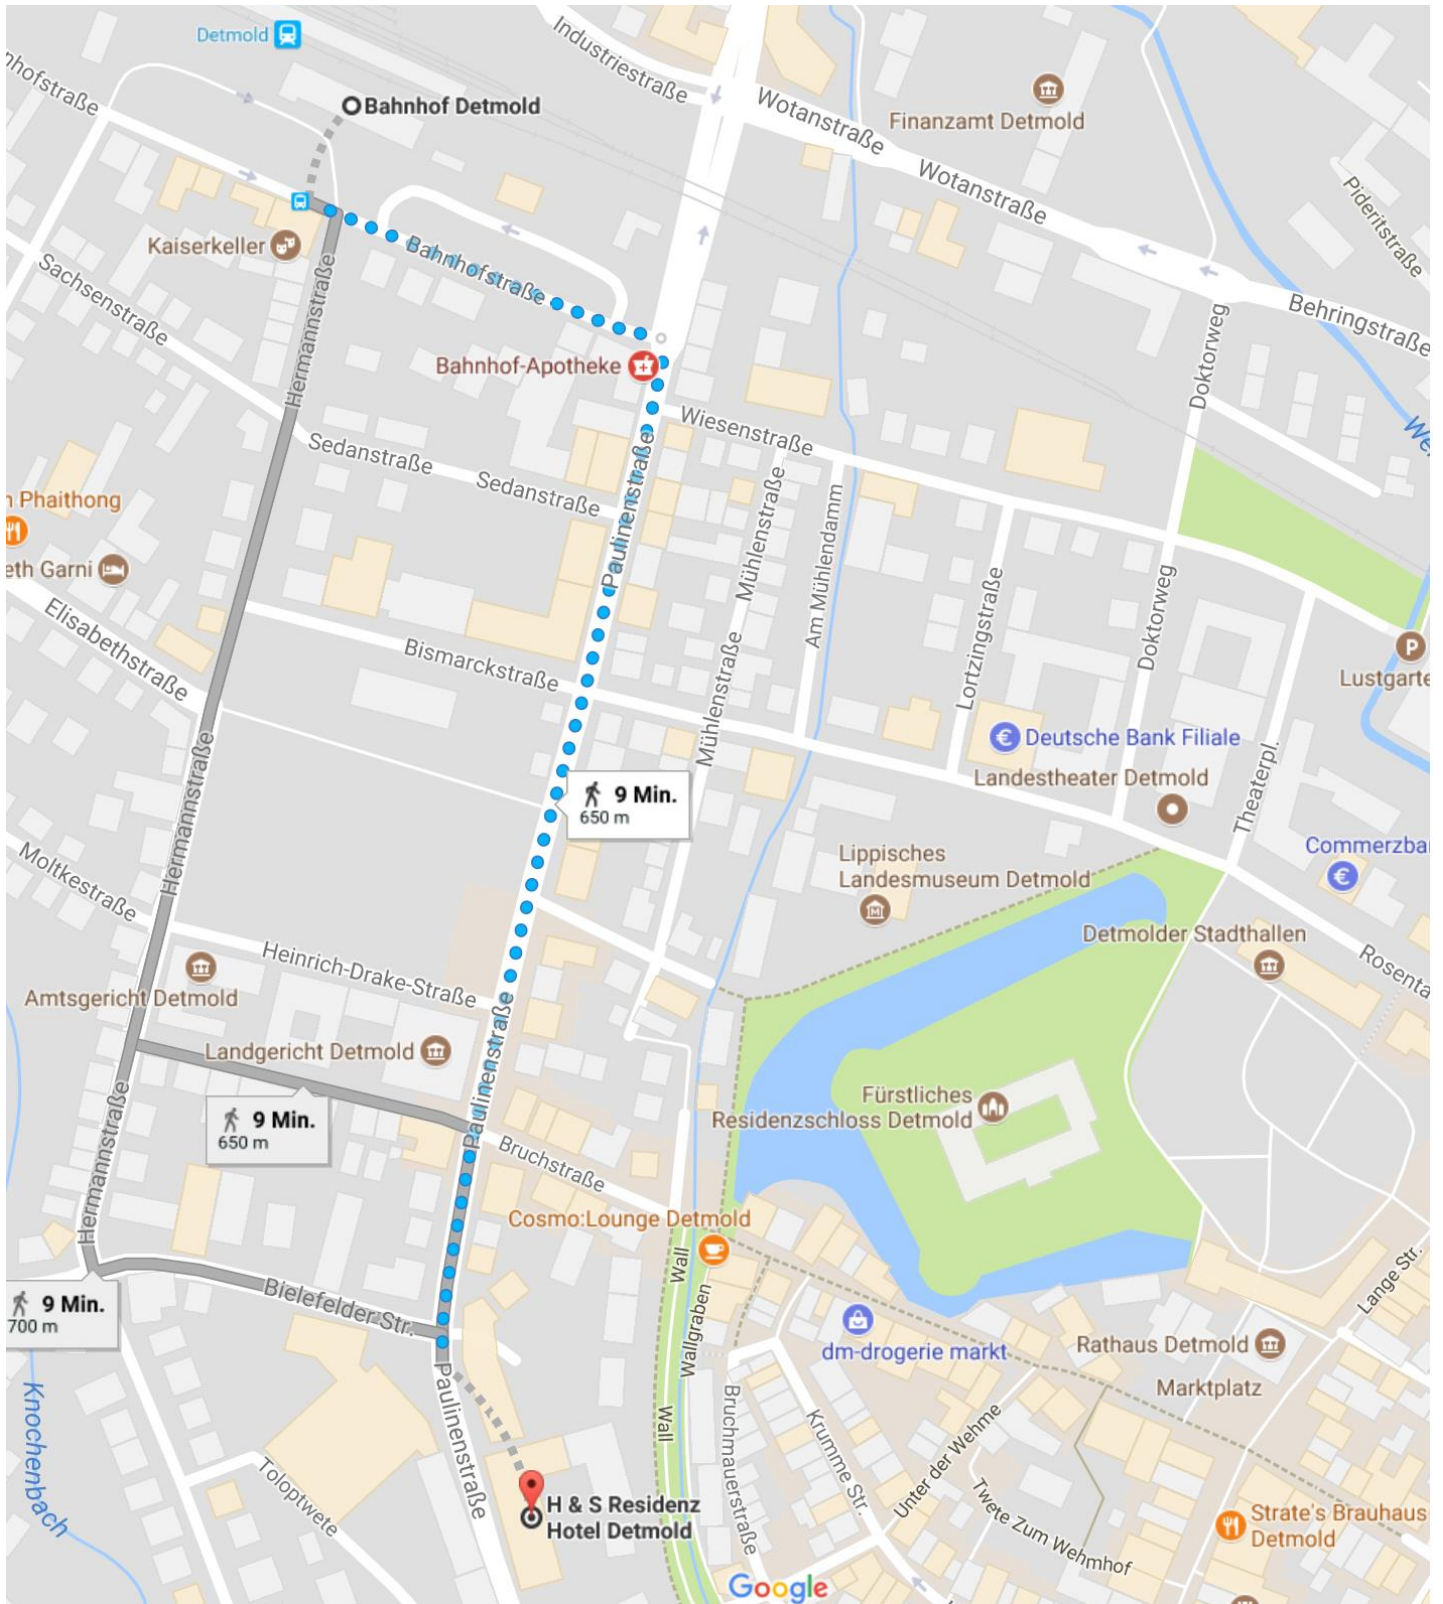 Detmold
Industriestraße
nhofstraße
Bahnhof Detmold
Wotanstraße
Finanzamt Detmold
Wotanstraße
Pideritstraße
Kaiserkeller
Bahnhofstraße
Sachsenstraße
Hermannstraße
Behringstraße
Doktorweg
Bahnhof-Apotheke
Wiesenstraße
We
Sedanstraße
Sedanstraße
Paulinenstraße
Mühlenstraße
Am Mühlendamm
n Phaithong
eth Garni
Elisabethstraße
Bismarckstraße
Mühlenstraße
Lortzingstraße
Doktorweg
P
Lustgarte
Deutsche Bank Filiale
Landestheater Detmold
Theaterpl.
Hermannstraße
9 Min.
650 m
Moltkestraße
Lippisches
Landesmuseum Detmold
Commerzba
Detmolder Stadthallen
Rosenta
Heinrich-Drake-Straße
Amtsgericht Detmold
Landgericht Detmold
Paulinenstraße
9 Min.
650 m
Fürstliches
Residenzschloss Detmold
Hermannstraße
Bruchstraße
Cosmo:Lounge Detmold
Wall
Wallgraben
Lange Str.
9 Min.
700 m
Bielefelder Str.
dm-drogerie markt
Rathaus Detmold
Marktplatz
Knochenbach
Paulinenstraße
Wall
Bruchmauerstraße
Krumme Str.
Unter der Wehme
Toloptwete
Twete Zum Wehmhof
H & S Residenz
Hotel Detmold
Strate's Brauhaus
Detmold
Google